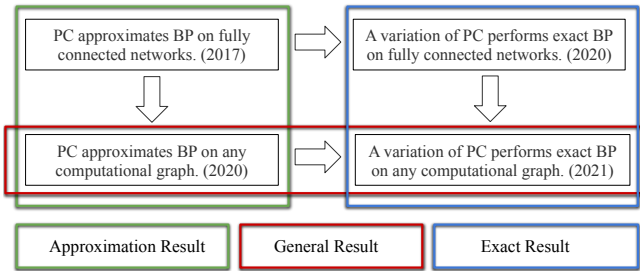 PC approximates BP on fully
connected networks. (2017)
A variation of PC performs exact BP
on fully connected networks. (2020)
PC approximates BP on any
computational graph. (2020)
A variation of PC performs exact BP
on any computational graph. (2021)
Approximation Result
General Result
Exact Result